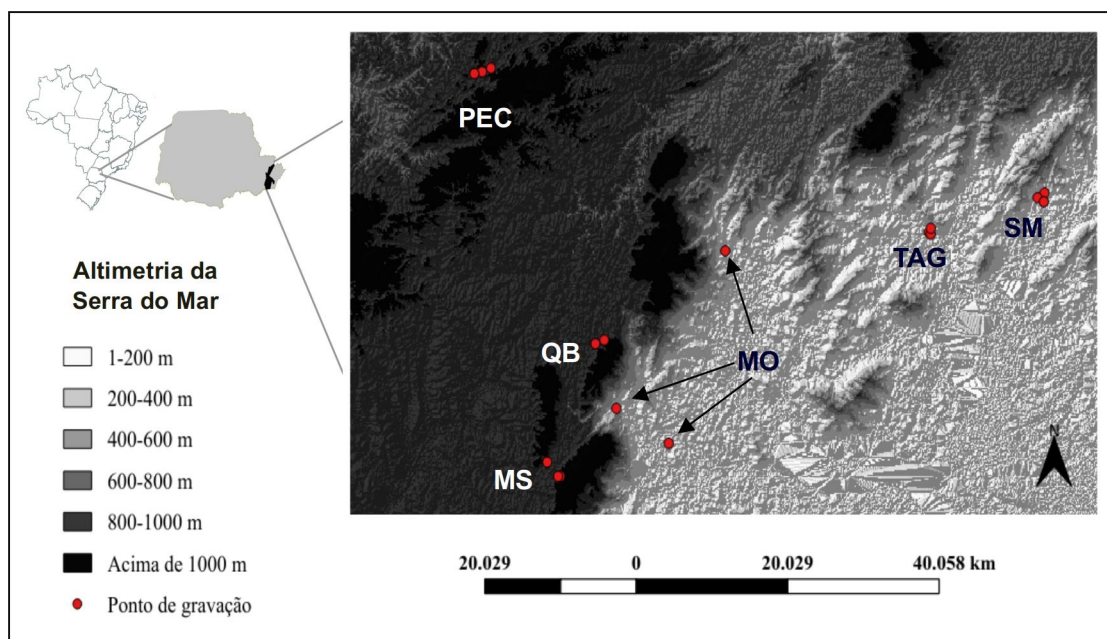 Altimetria da
Serra do Mar
1-200 m
200-400 m
400-600 m
600-800 m
800-1000 m
Acima de 1000 m
Ponto de gravação
PEC
SM
TAG
QB
MO
MS
N
20.029 0 20.029 40.058 km